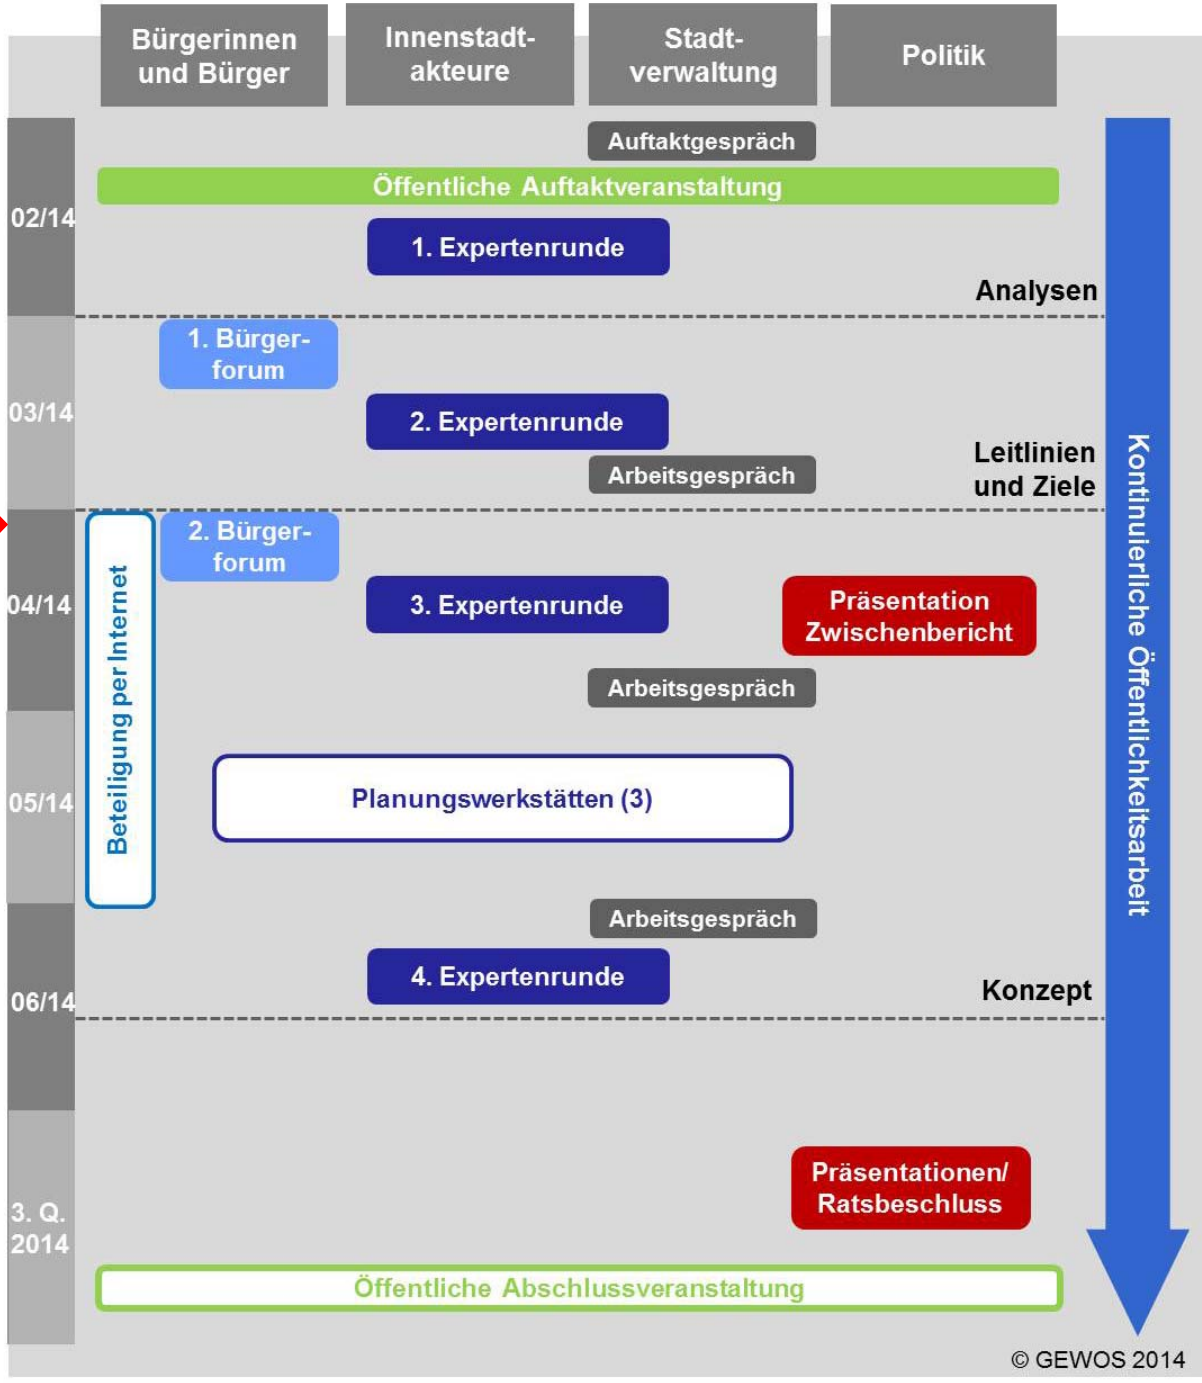 Bürgerinnen
und Bürger
Innenstadt-
akteure
Stadt-
verwaltung
Politik
Auftaktgespräch
Öffentliche Auftaktveranstaltung
02/14
1. Expertenrunde
Analysen
1. Bürger-
forum
03/14
2. Expertenrunde
Arbeitsgespräch
Leitlinien
und Ziele
2. Bürger-
forum
04/14
3. Expertenrunde
Präsentation
Zwischenbericht
Arbeitsgespräch
Beteiligung per Internet
05/14
Planungswerkstätten (3)
Arbeitsgespräch
4. Expertenrunde
06/14
Konzept
Kontinuierliche Öffentlichkeitsarbeit
Präsentationen/
Ratsbeschluss
3. Q.
2014
Öffentliche Abschlussveranstaltung
© GEWOS 2014